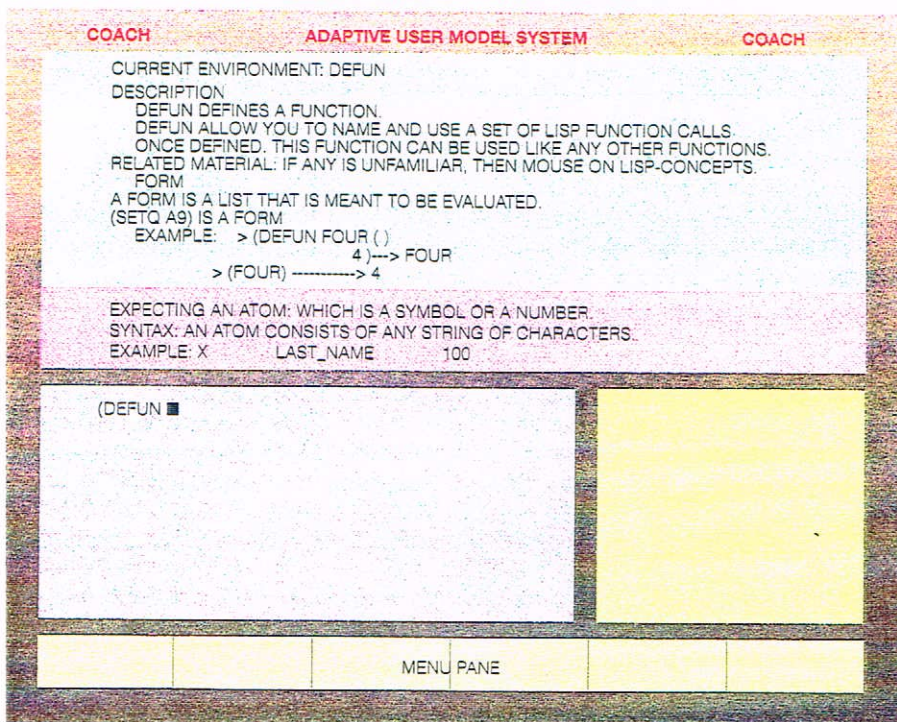 COACH ADAPTIVE USER MODEL SYSTEM COACH
CURRENT ENVIRONMENT: DEFUN
DESCRIPTION
DEFUN DEFINES A FUNCTION.
DEFUN ALLOW YOU TO NAME AND USE A SET OF LISP FUNCTION CALLS
ONCE DEFINED. THIS FUNCTION CAN BE USED LIKE ANY OTHER FUNCTIONS.
RELATED MATERIAL: IF ANY IS UNFAMILIAR, THEN MOUSE ON LISP-CONCEPTS.
FORM
A FORM IS A LIST THAT IS MEANT TO BE EVALUATED.
(SETQ A9) IS A FORM
EXAMPLE: > (DEFUN FOUR ( )
4 )---> FOUR
> (FOUR) -----------> 4
EXPECTING AN ATOM: WHICH IS A SYMBOL OR A NUMBER.
SYNTAX: AN ATOM CONSISTS OF ANY STRING OF CHARACTERS.
EXAMPLE: X LAST_NAME 100
(DEFUN
MENU PANE